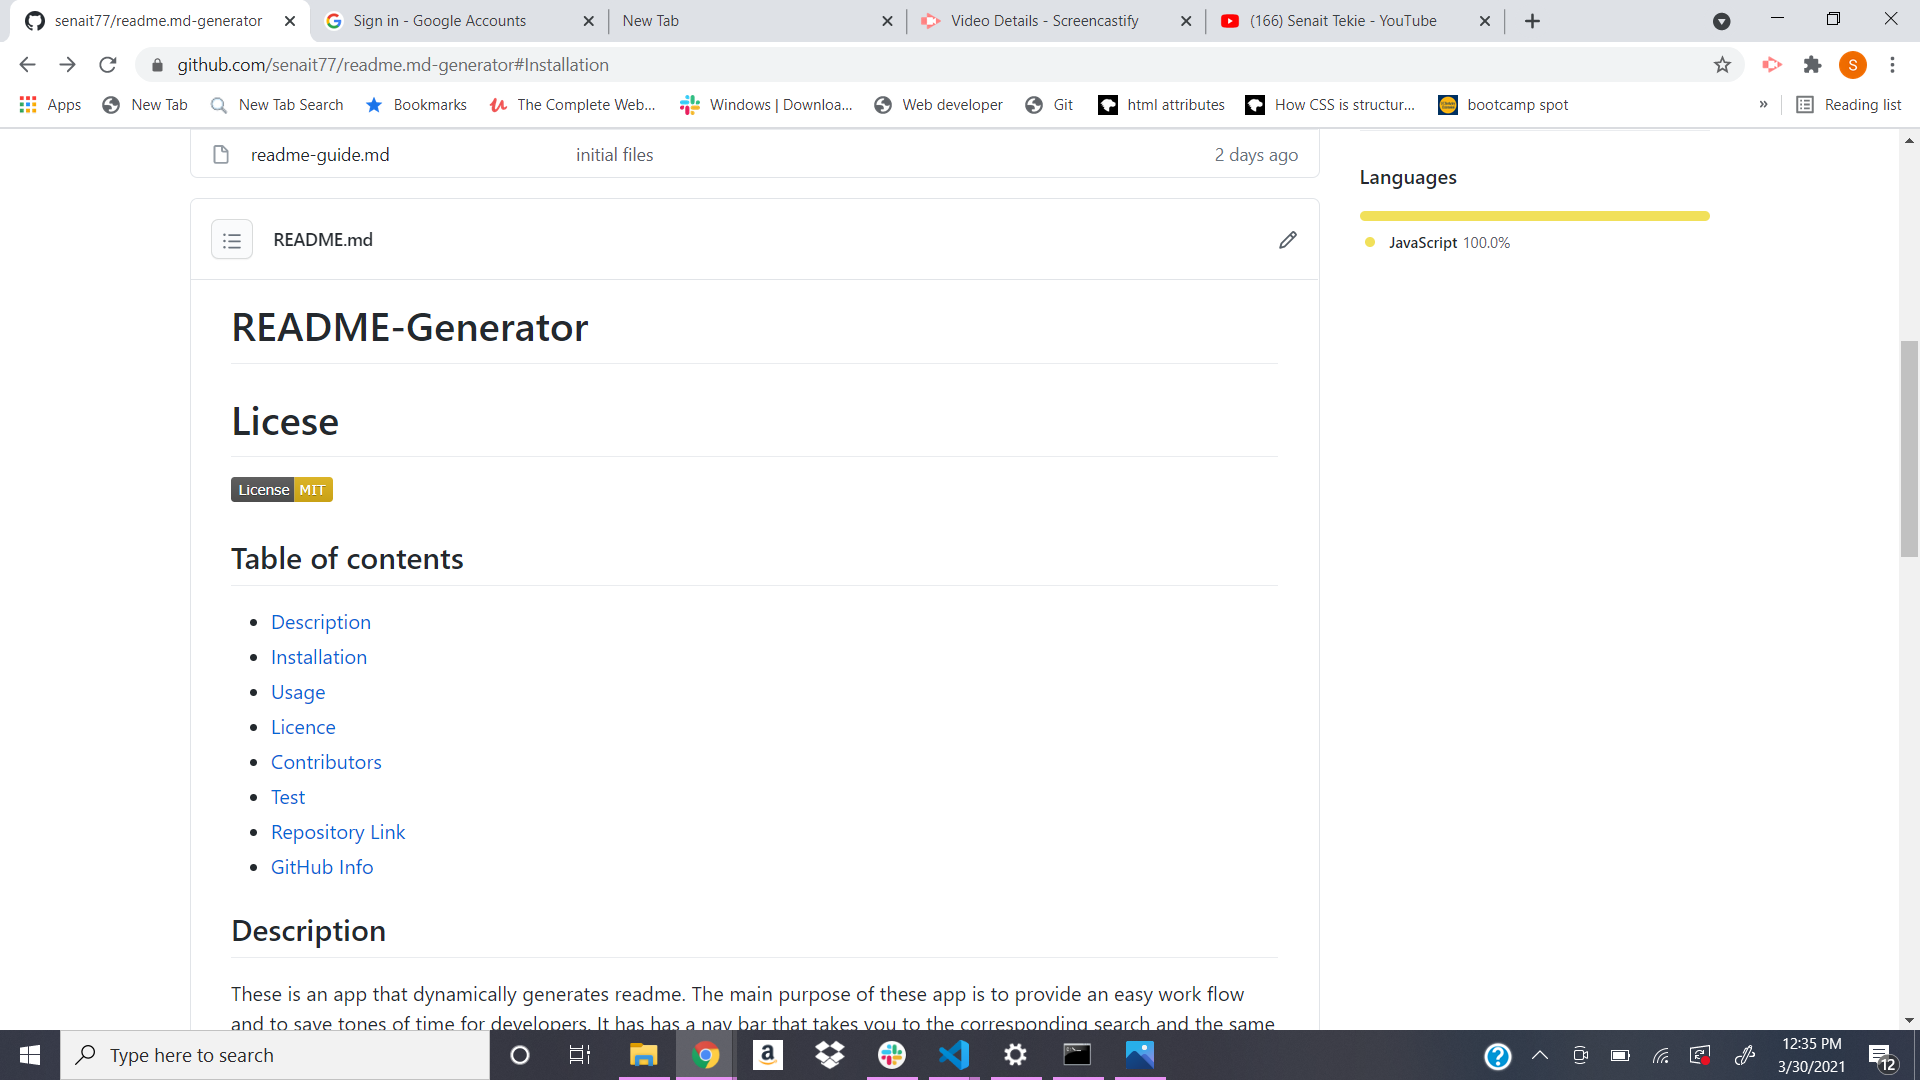 senait77/readme.md-generator
Sign in - Google Accounts
New Tab
Video Details - Screencastify
(166) Senait Tekie - YouTube
github.com/senait77/readme.md-generator#Installation
S
Apps
New Tab
New Tab Search
Bookmarks
The Complete Web...
Windows | Downloa...
Web developer
Git
html attributes
How CSS is structur...
bootcamp spot
»
Reading list
readme-guide.md
initial files
2 days ago
Languages
JavaScript 100.0%
README.md
README-Generator
Licese
License MIT
Table of contents
Description
Installation
Usage
Licence
Contributors
Test
Repository Link
GitHub Info
Description
These is an app that dynamically generates readme. The main purpose of these app is to provide an easy work flow
and to save tones of time for developers. It has has a nav bar that takes you to the corresponding search and the same
Type here to search
12:35 PM
3/30/2021
12